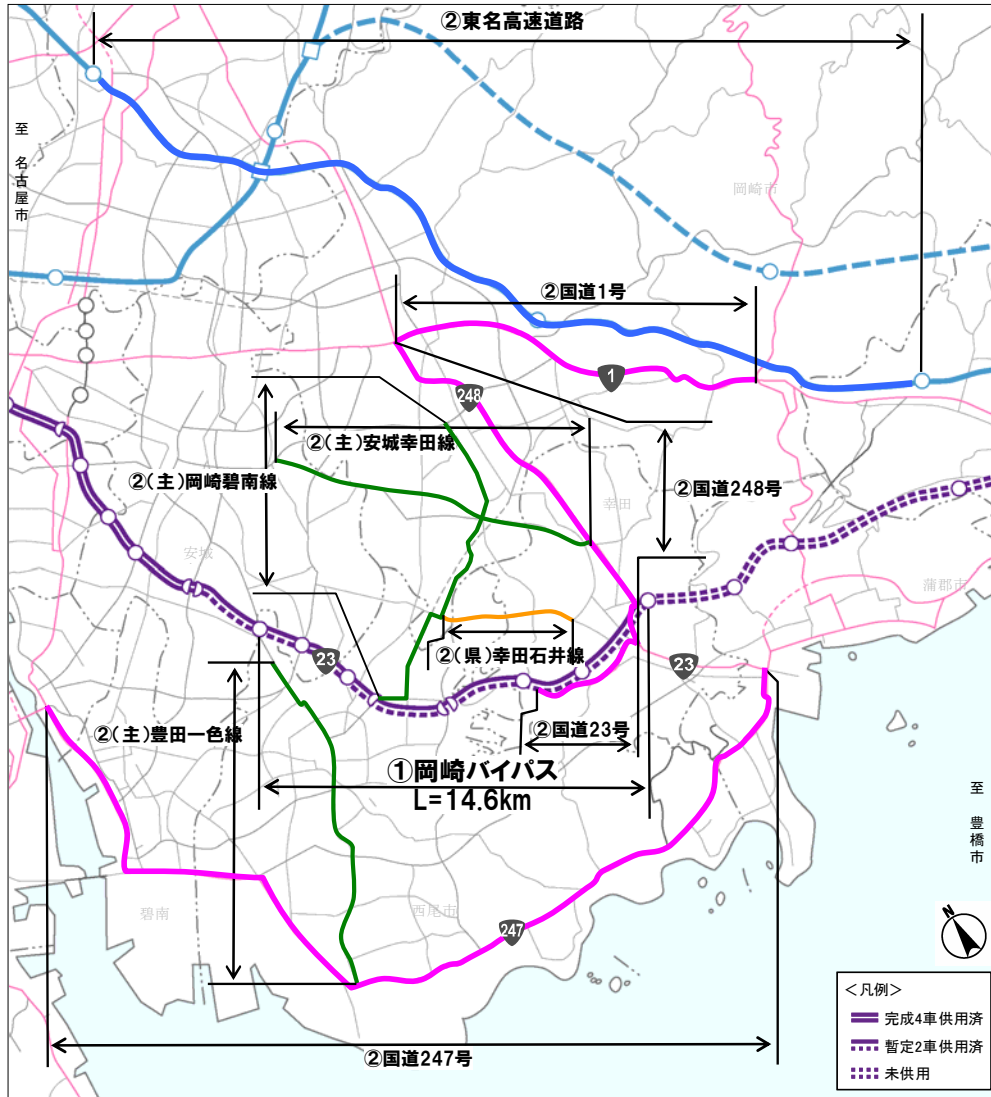 ②東名高速道路
至 名古屋市
岡崎市
②国道1号
1
248
②(主)安城幸田線
②(主)岡崎碧南線
②国道248号
幸田
安城
蒲郡市
23
②(県)幸田石井線
23
②(主)豊田一色線
②国道23号
①岡崎バイパス
L=14.6km
至 豊橋市
碧南
西尾市
247
N
②国道247号
<凡例>
完成4車供用済
暫定2車供用済
未供用